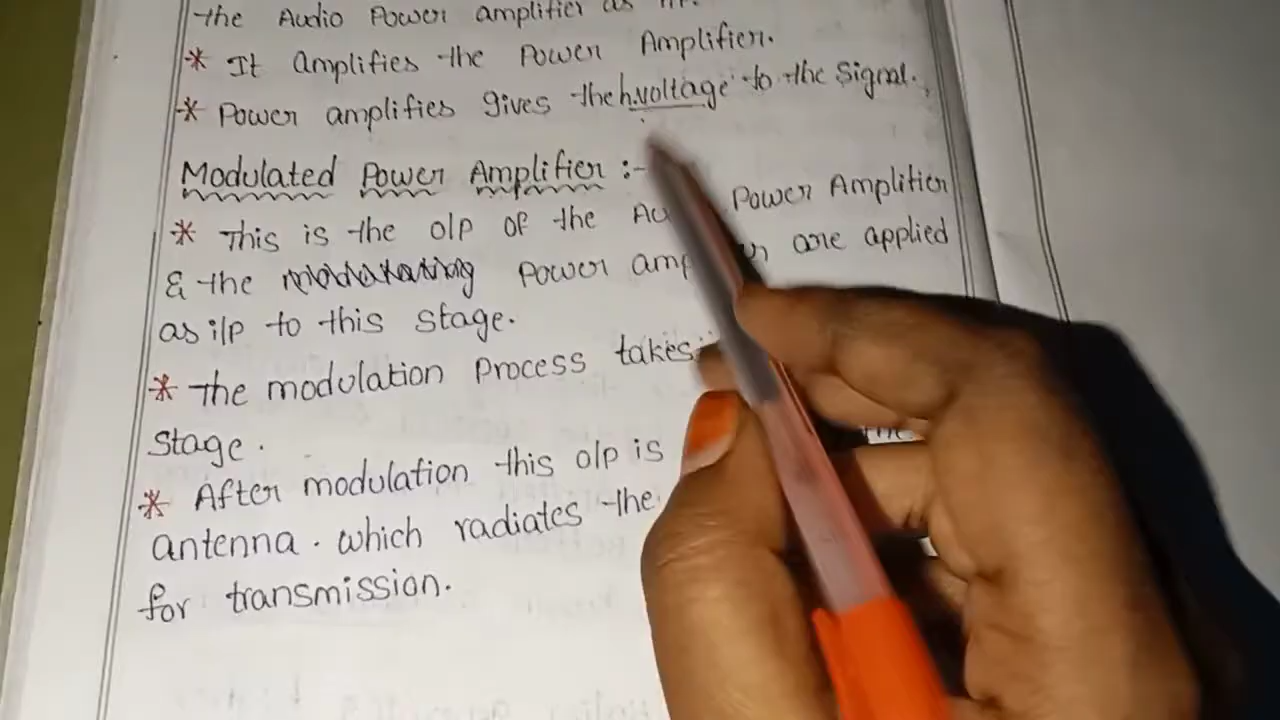 the Audio Power amplifier as
* It amplifies the Power Amplifier.
* Power amplifies gives the h.voltage to the signal.
Modulated Power Amplifier :-
* This is the o/p of the Au Power Amplifier
& the power amp are applied
as i/p to this stage.
* The modulation Process takes
stage.
* After modulation this o/p is
antenna. which radiates the
for transmission.